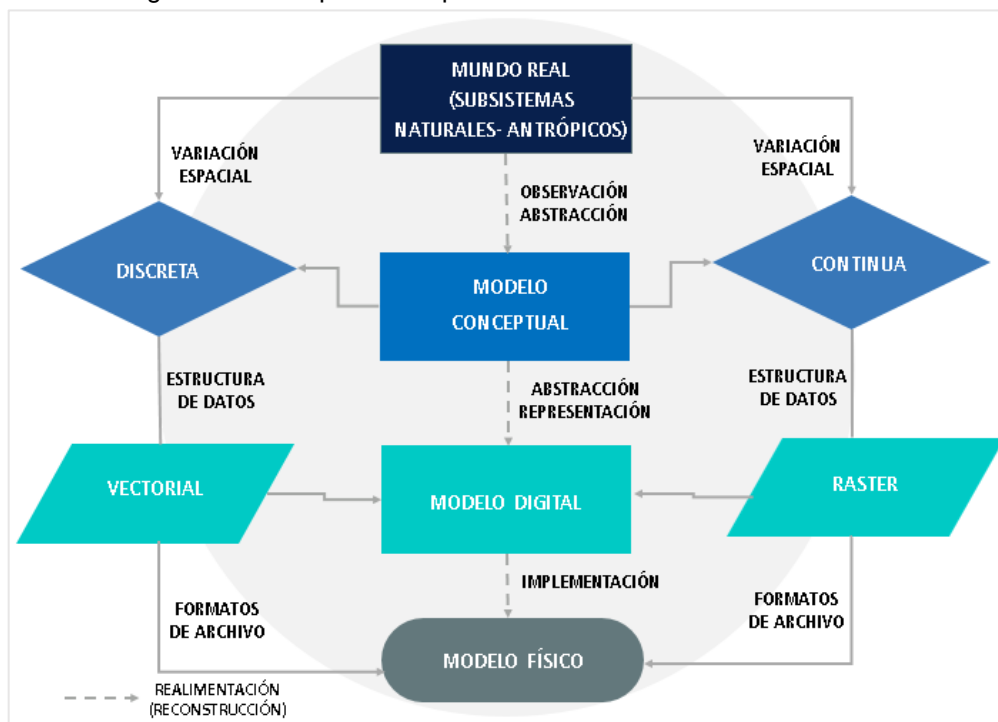 MUNDO REAL
(SUBSISTEMAS
NATURALES- ANTRÓPICOS)
VARIACIÓN
ESPACIAL
VARIACIÓN
ESPACIAL
OBSERVACIÓN
ABSTRACCIÓN
DISCRETA
CONTINUA
MODELO
CONCEPTUAL
ESTRUCTURA
DE DATOS
ABSTRACCIÓN
REPRESENTACIÓN
ESTRUCTURA
DE DATOS
VECTORIAL
MODELO DIGITAL
RASTER
IMPLEMENTACIÓN
FORMATOS
DE ARCHIVO
FORMATOS
DE ARCHIVO
MODELO FÍSICO
REALIMENTACIÓN
(RECONSTRUCCIÓN)